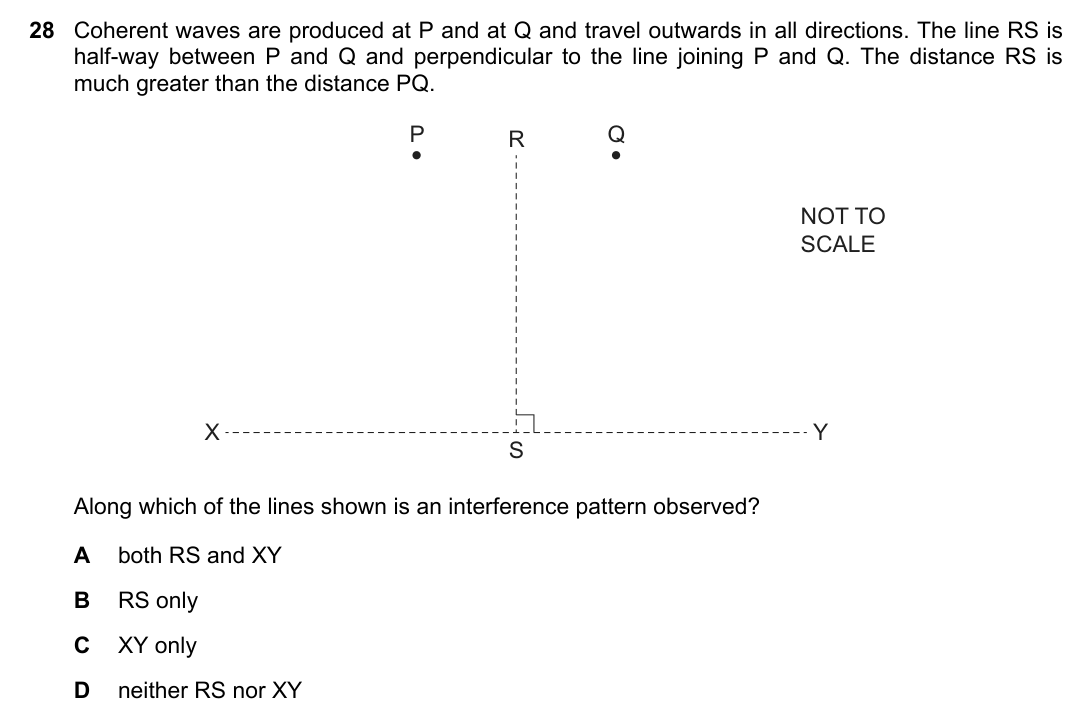 28 Coherent waves are produced at P and at Q and travel outwards in all directions. The line RS is
half-way between P and Q and perpendicular to the line joining P and Q. The distance RS is
much greater than the distance PQ.
P R Q
NOT TO
SCALE
X Y
S
Along which of the lines shown is an interference pattern observed?
A both RS and XY
B RS only
C XY only
D neither RS nor XY